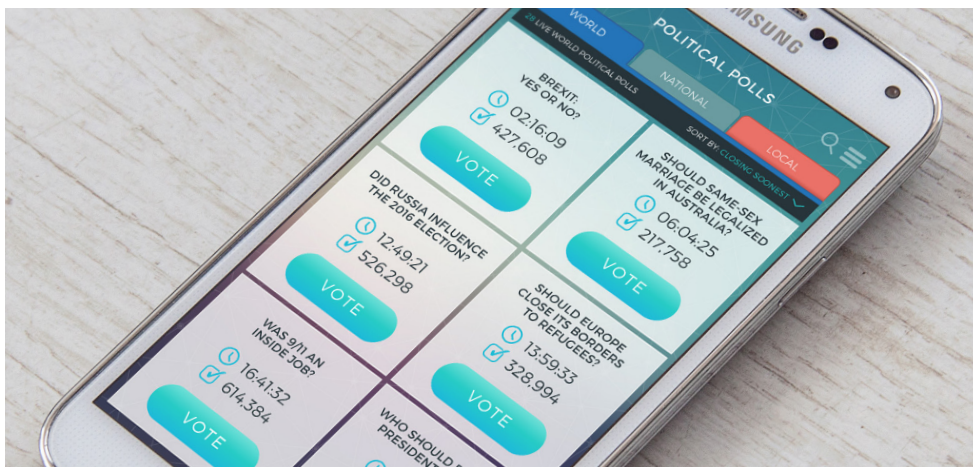 SAMSUNG
POLITICAL POLLS
WORLD
NATIONAL
LOCAL
28 LIVE WORLD POLITICAL POLLS
SORT BY: CLOSING SOONEST
BREXIT:
YES OR NO?
02:16:09
427,608
VOTE
SHOULD SAME-SEX
MARRIAGE BE LEGALIZED
IN AUSTRALIA?
06:04:25
217,758
VOTE
DID RUSSIA INFLUENCE
THE 2016 ELECTION?
12:49:21
526,298
VOTE
SHOULD EUROPE
CLOSE ITS BORDERS
TO REFUGEES?
13:59:33
328,994
VOTE
WAS 9/11 AN
INSIDE JOB?
16:41:32
614,384
VOTE
WHO SHOULD
PRESIDENT